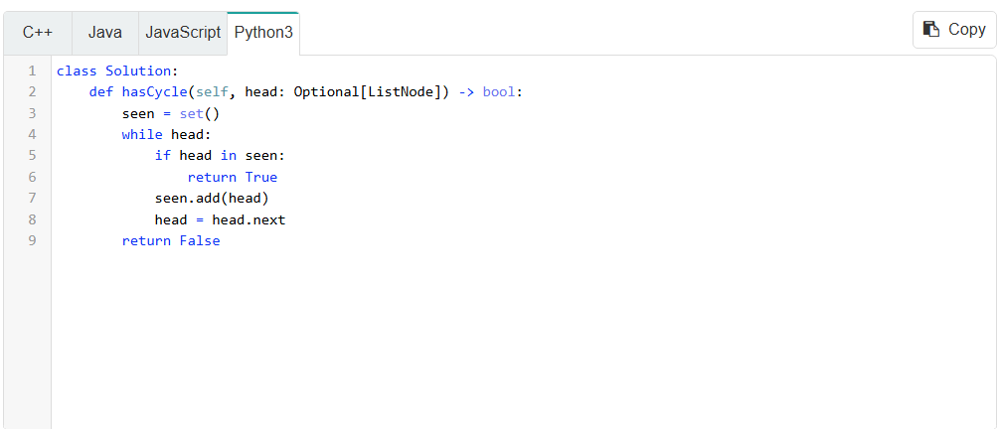 C++ Java JavaScript Python3 Copy
1 class Solution:
2     def hasCycle(self, head: Optional[ListNode]) -> bool:
3         seen = set()
4         while head:
5             if head in seen:
6                 return True
7             seen.add(head)
8             head = head.next
9         return False